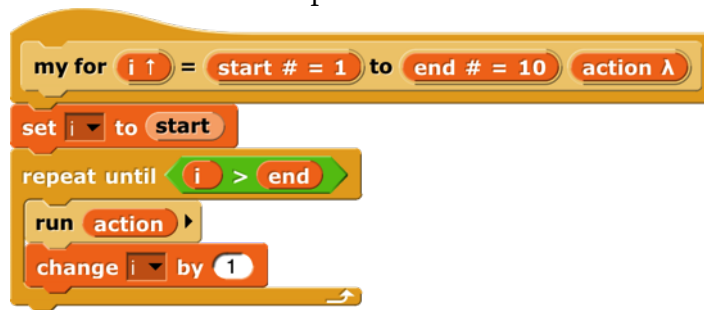 my for i ↑ = start # = 1 to end # = 10 action λ
set i to start
repeat until i > end
run action
change i by 1